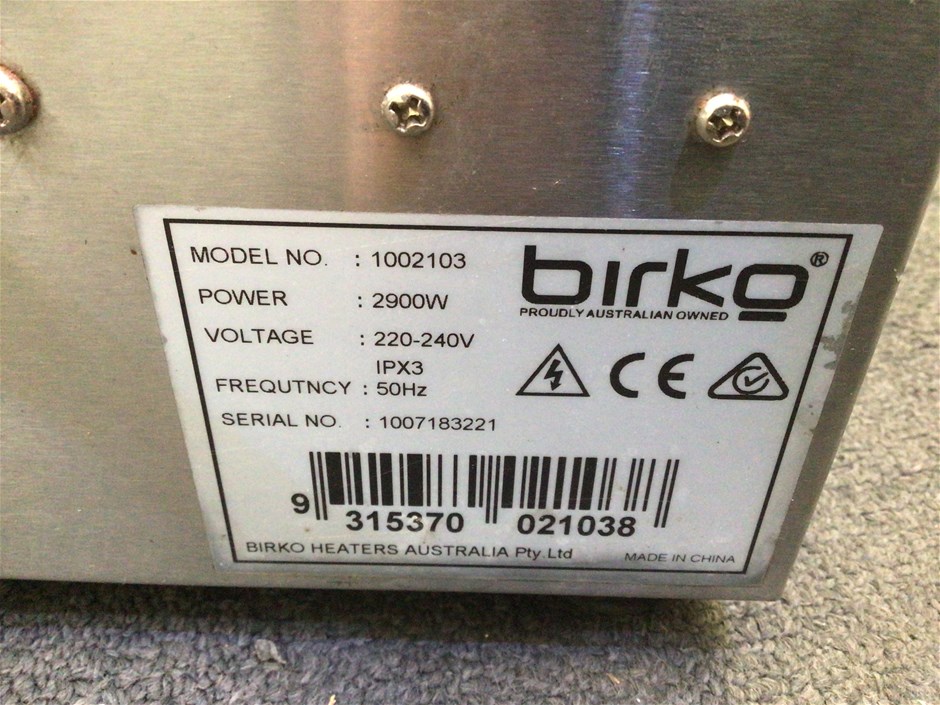 MODEL NO. : 1002103
POWER : 2900W
VOLTAGE : 220-240V
IPX3
FREQUTNCY : 50Hz
SERIAL NO. : 1007183221
birko®
PROUDLY AUSTRALIAN OWNED
CE
9 315370 021038
BIRKO HEATERS AUSTRALIA Pty.Ltd
MADE IN CHINA